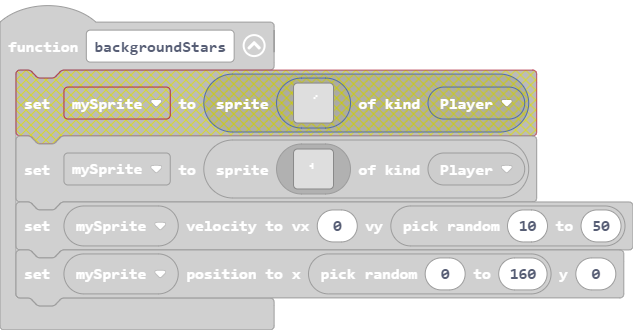 function backgroundStars
set mySprite to sprite of kind Player
set mySprite to sprite of kind Player
set mySprite velocity to vx 0 vy pick random 10 to 50
set mySprite position to x pick random 0 to 160 y 0